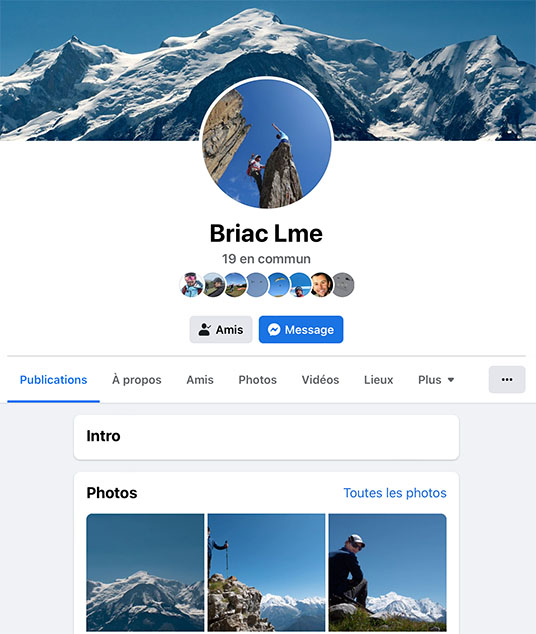 Briac Lme
19 en commun
Amis Message
Publications À propos Amis Photos Vidéos Lieux Plus
Intro
Photos Toutes les photos